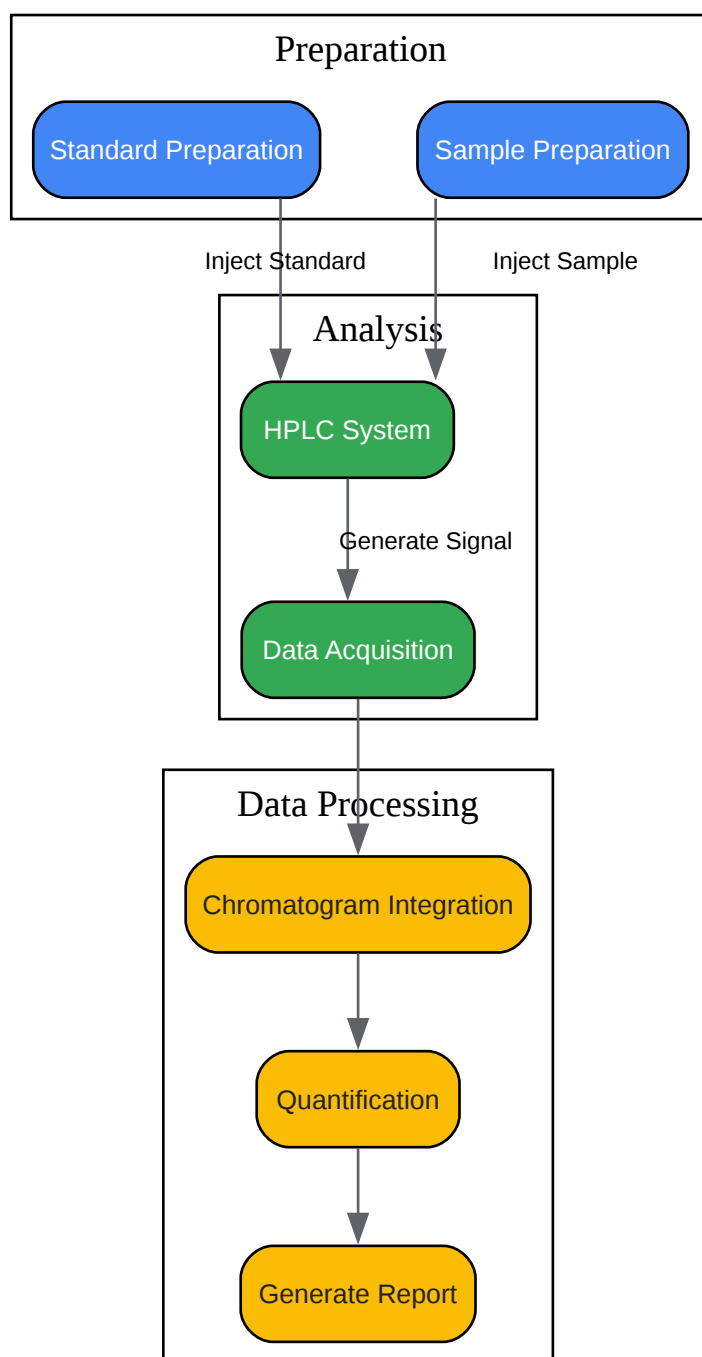 Preparation
Standard Preparation
Sample Preparation
Inject Standard
Inject Sample
Analysis
HPLC System
Generate Signal
Data Acquisition
Data Processing
Chromatogram Integration
Quantification
Generate Report